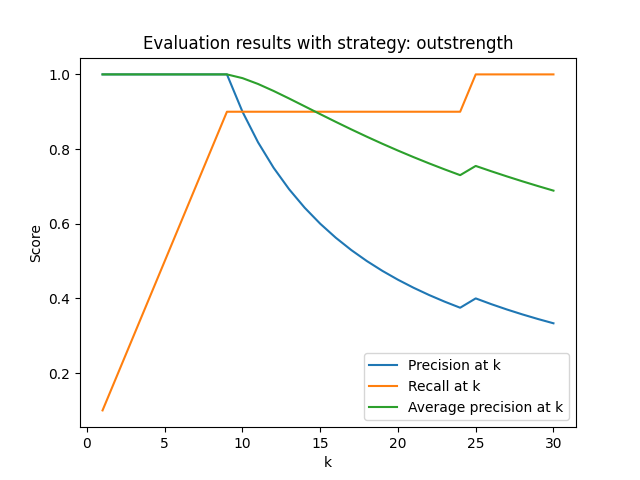 Evaluation results with strategy: outstrength
1.0
0.8
0.6
0.4
0.2
Score
0
5
10
15
20
25
30
k
Precision at k
Recall at k
Average precision at k